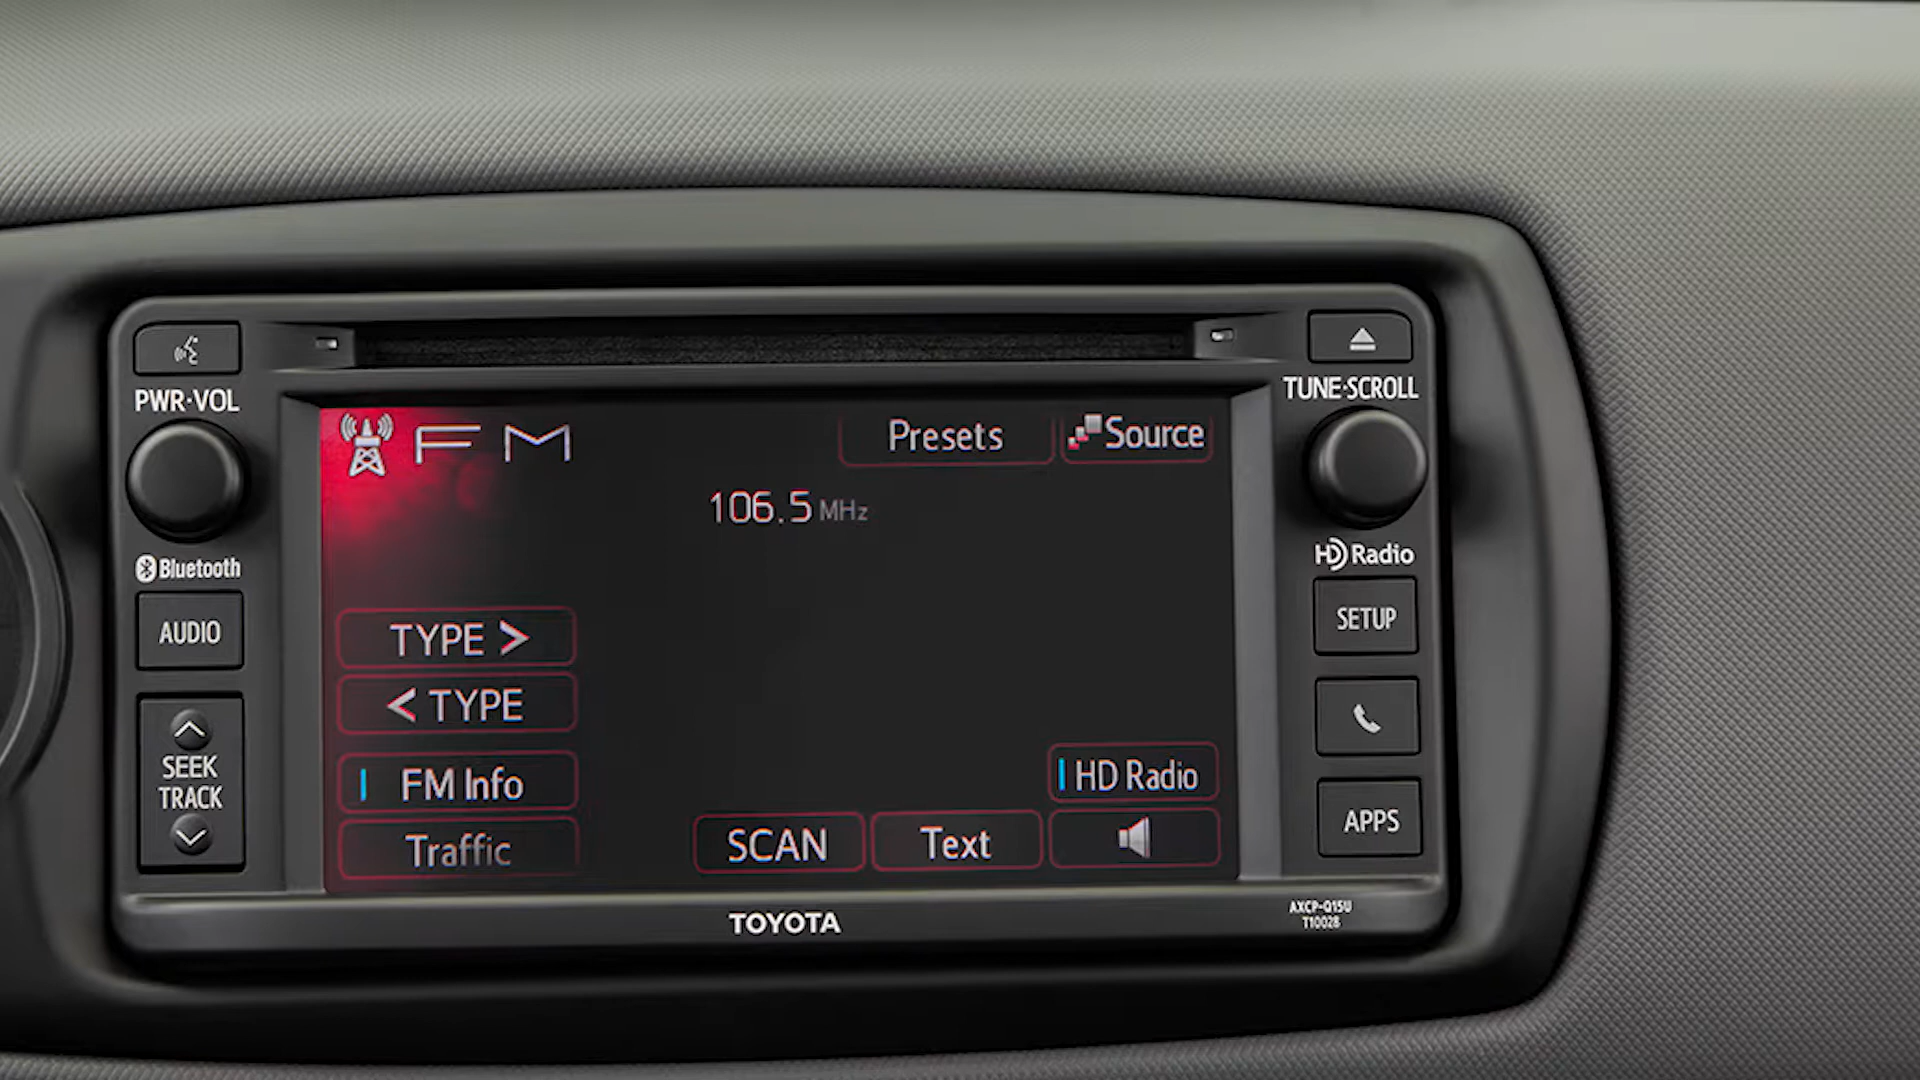 PWR·VOL
Bluetooth
AUDIO
SEEK
TRACK
FM
Presets
Source
106.5 MHz
TYPE >
< TYPE
FM Info
Traffic
SCAN
Text
HD Radio
TOYOTA
TUNE·SCROLL
HD Radio
SETUP
APPS
AXCP-Q15U
T10028